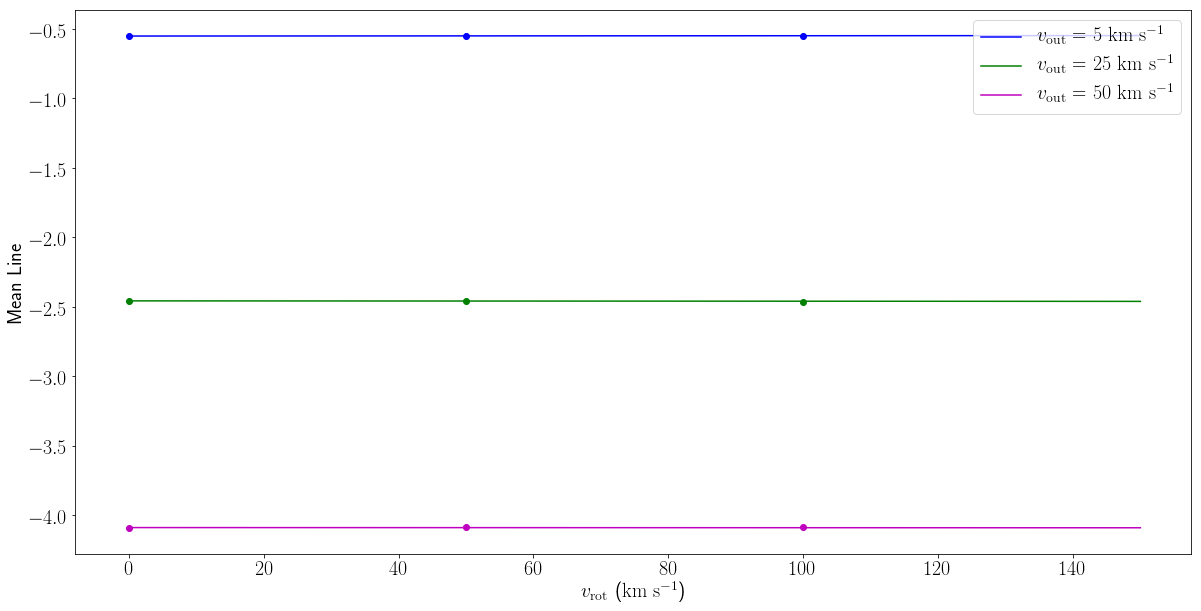 −0.5
−1.0
−1.5
−2.0
−2.5
−3.0
−3.5
−4.0
Mean Line
v_out = 5 km s⁻¹
v_out = 25 km s⁻¹
v_out = 50 km s⁻¹
0 20 40 60 80 100 120 140
v_rot (km s⁻¹)